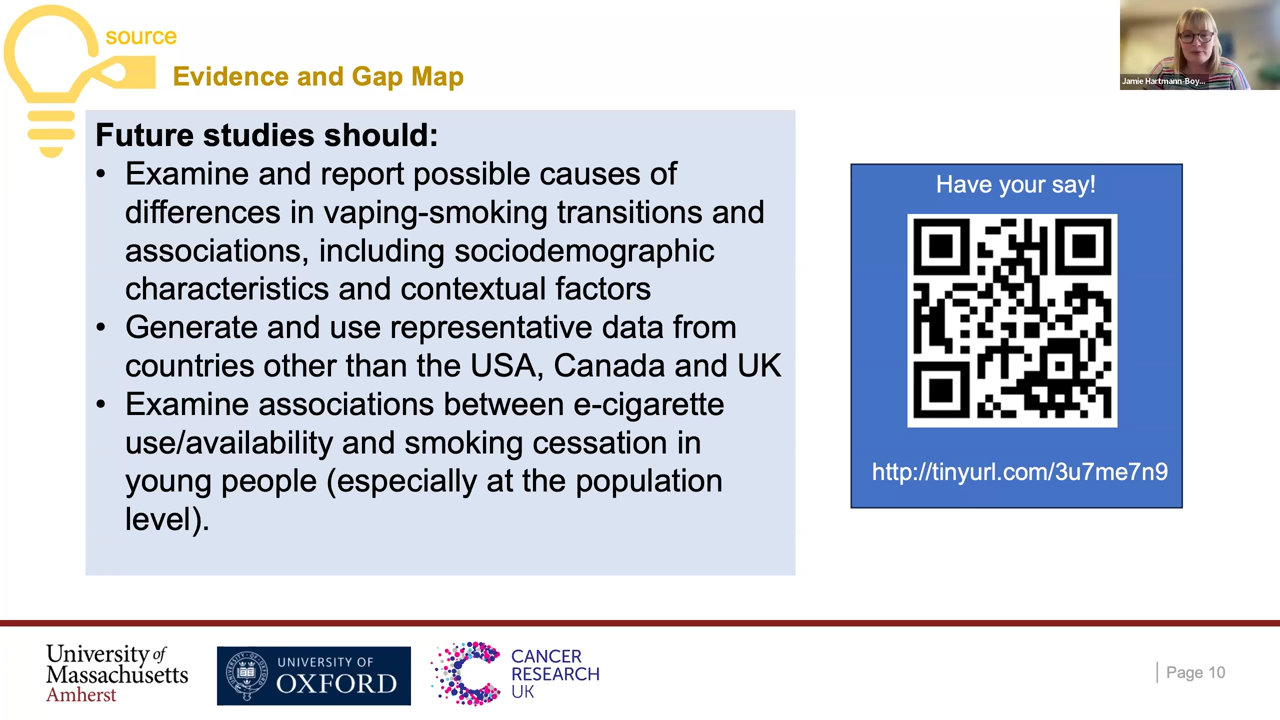 source
Evidence and Gap Map
Jamie Hartmann-Boy...
Future studies should:
• Examine and report possible causes of
differences in vaping-smoking transitions and
associations, including sociodemographic
characteristics and contextual factors
• Generate and use representative data from
countries other than the USA, Canada and UK
• Examine associations between e-cigarette
use/availability and smoking cessation in
young people (especially at the population
level).
Have your say!
http://tinyurl.com/3u7me7n9
University of
Massachusetts
Amherst
UNIVERSITY OF
OXFORD
CANCER
RESEARCH
UK
Page 10